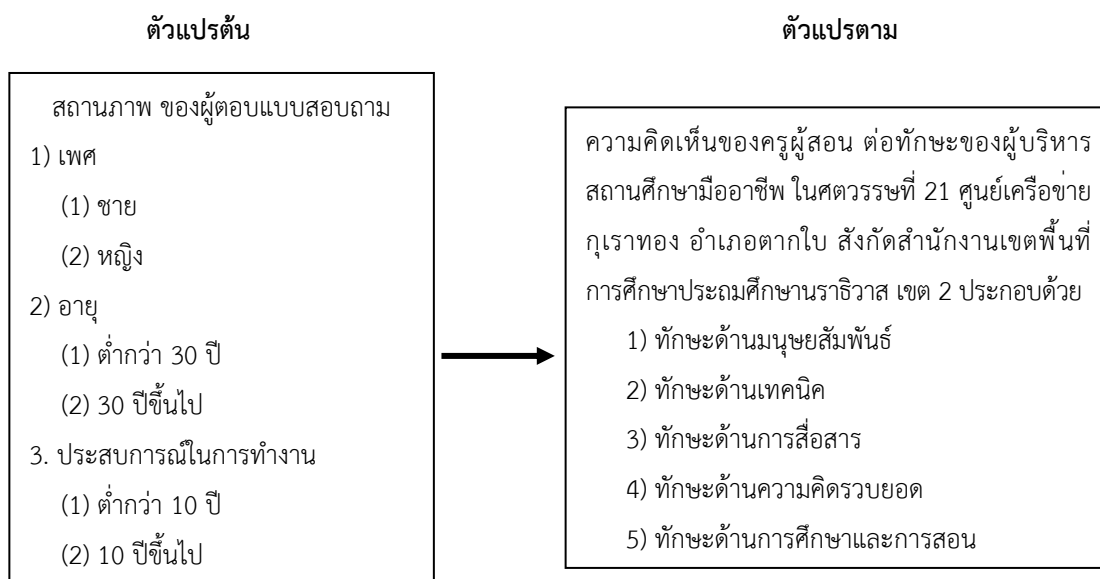 ตัวแปรต้น
สถานภาพ ของผู้ตอบแบบสอบถาม
1) เพศ
(1) ชาย
(2) หญิง
2) อายุ
(1) ต่ำกว่า 30 ปี
(2) 30 ปีขึ้นไป
3. ประสบการณ์ในการทำงาน
(1) ต่ำกว่า 10 ปี
(2) 10 ปีขึ้นไป
ตัวแปรตาม
ความคิดเห็นของครูผู้สอน ต่อทักษะของผู้บริหาร
สถานศึกษามืออาชีพ ในศตวรรษที่ 21 ศูนย์เครือข่าย
กุเราทอง อำเภอตากใบ สังกัดสำนักงานเขตพื้นที่
การศึกษาประถมศึกษานราธิวาส เขต 2 ประกอบด้วย
1) ทักษะด้านมนุษยสัมพันธ์
2) ทักษะด้านเทคนิค
3) ทักษะด้านการสื่อสาร
4) ทักษะด้านความคิดรวบยอด
5) ทักษะด้านการศึกษาและการสอน